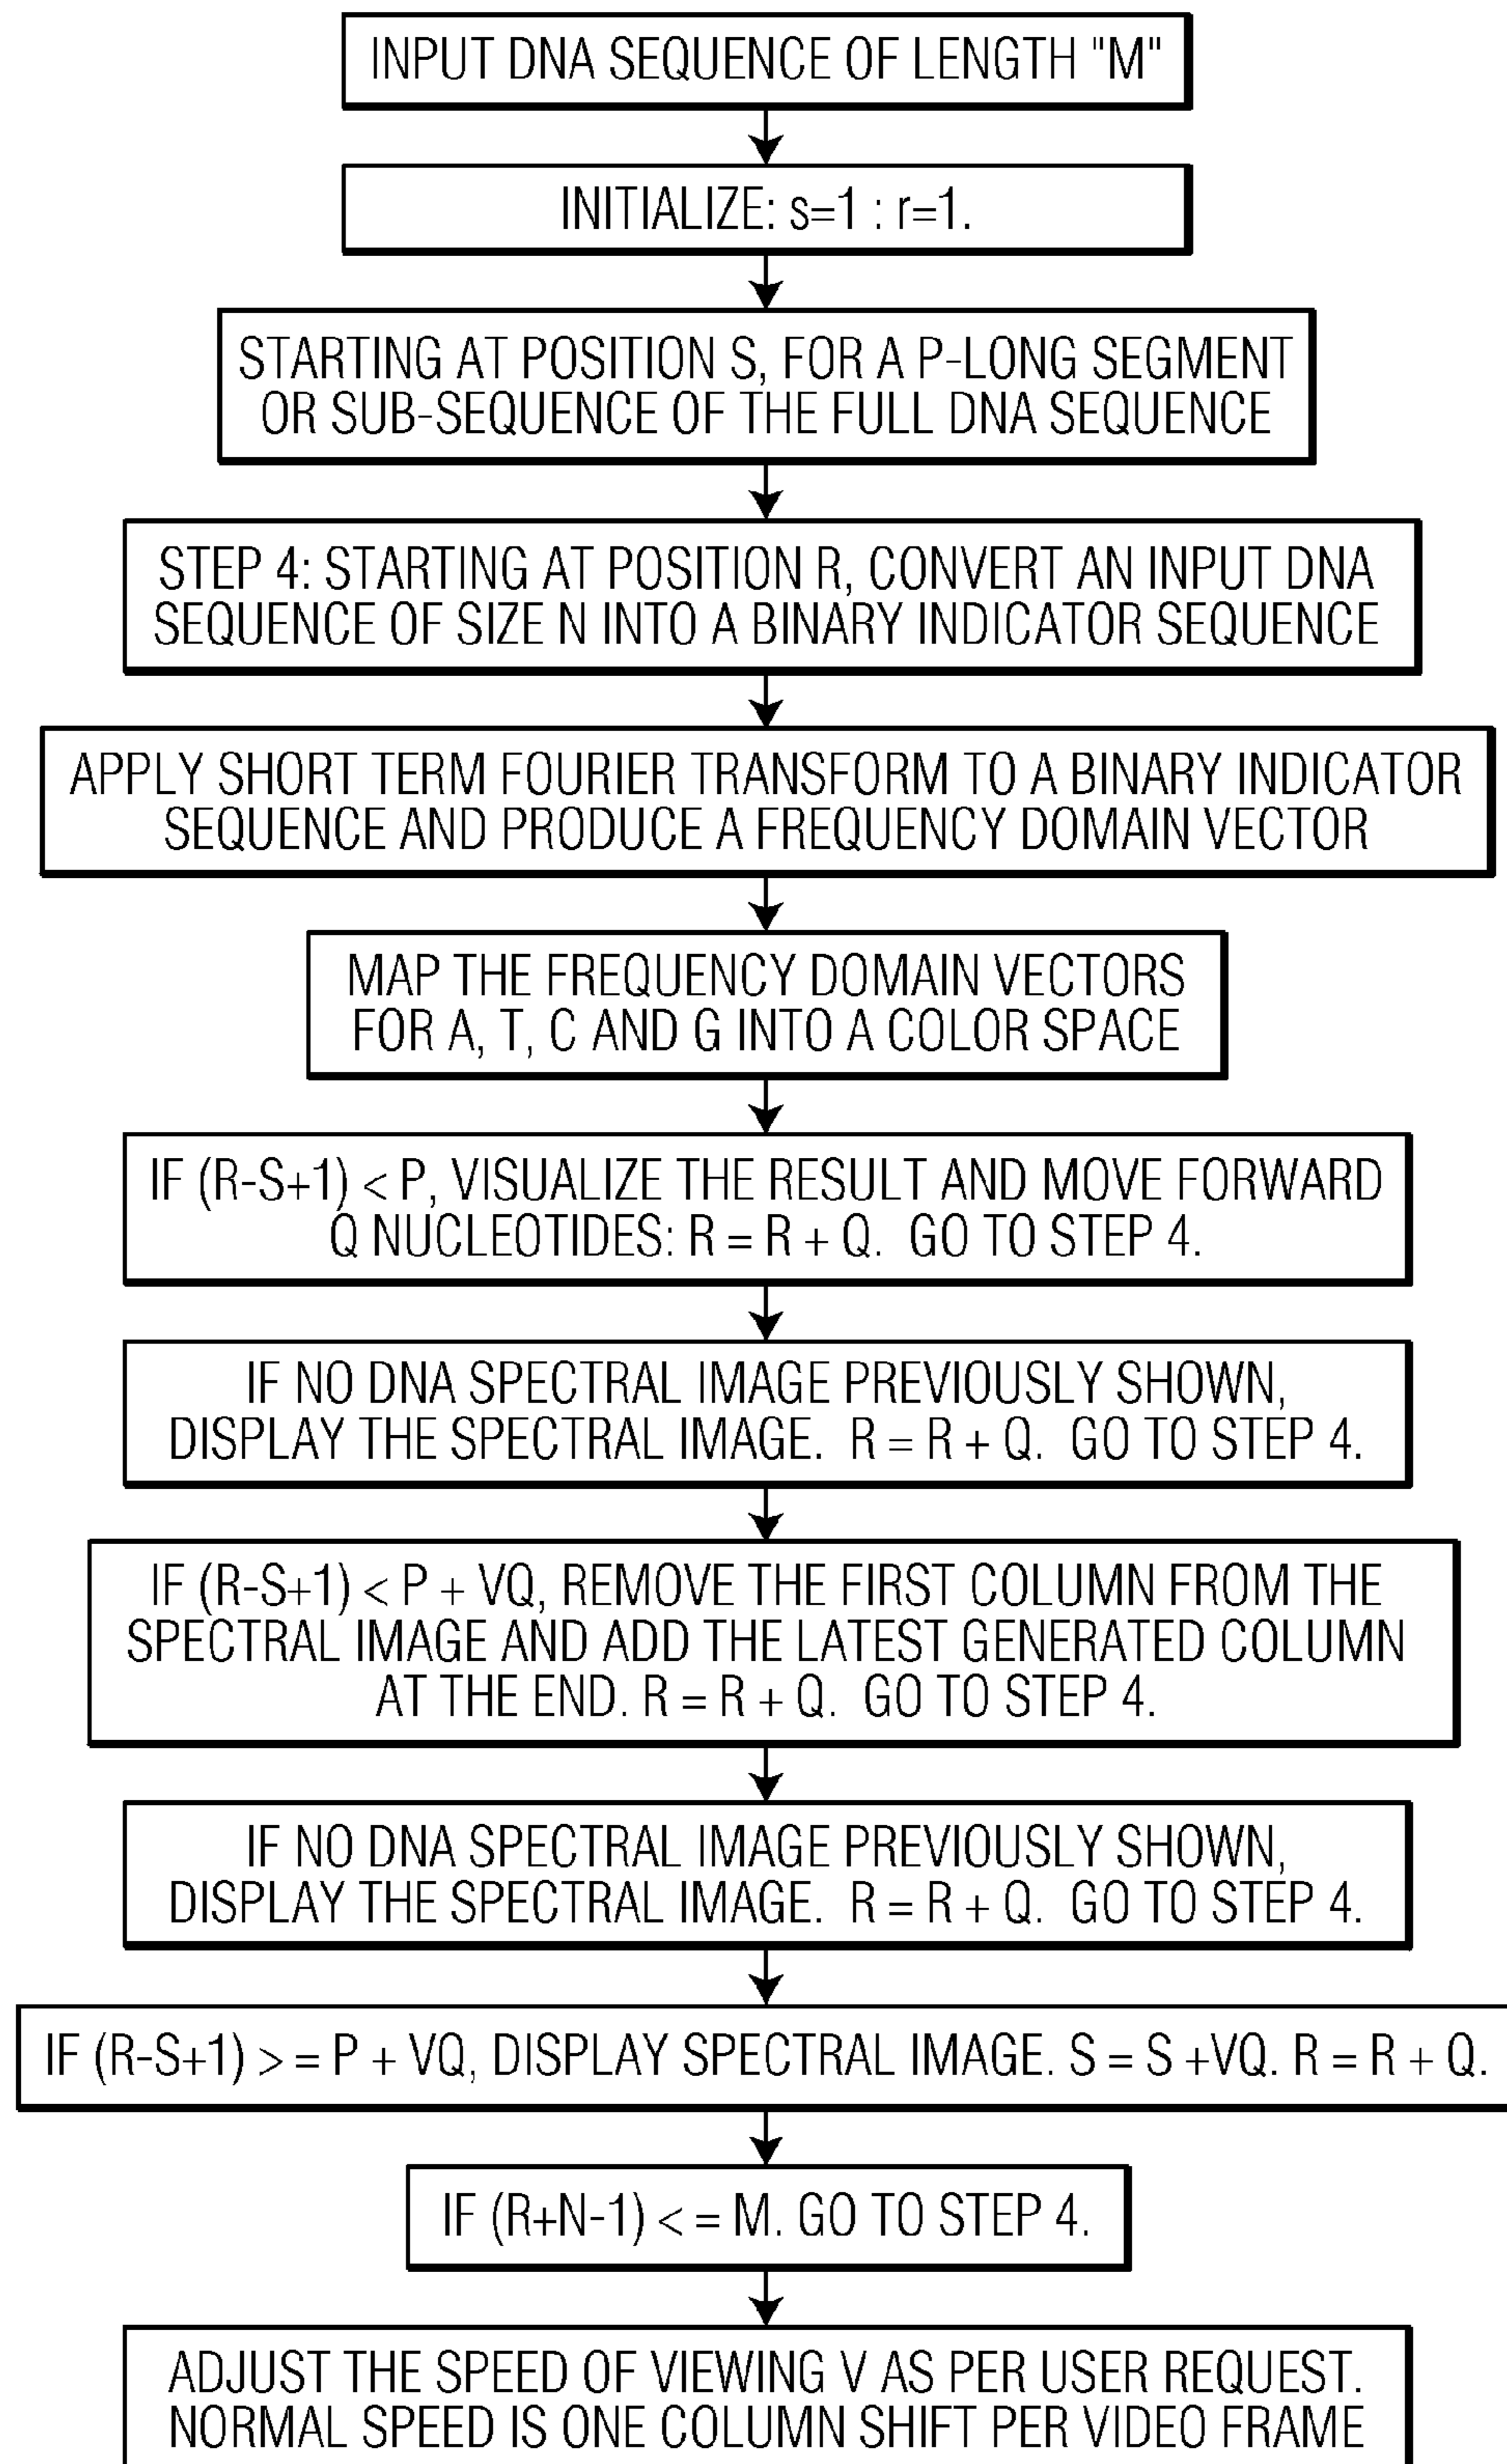 INPUT DNA SEQUENCE OF LENGTH "M"
INITIALIZE: s=1 : r=1.
STARTING AT POSITION S, FOR A P-LONG SEGMENT
OR SUB-SEQUENCE OF THE FULL DNA SEQUENCE
STEP 4: STARTING AT POSITION R, CONVERT AN INPUT DNA
SEQUENCE OF SIZE N INTO A BINARY INDICATOR SEQUENCE
APPLY SHORT TERM FOURIER TRANSFORM TO A BINARY INDICATOR
SEQUENCE AND PRODUCE A FREQUENCY DOMAIN VECTOR
MAP THE FREQUENCY DOMAIN VECTORS
FOR A, T, C AND G INTO A COLOR SPACE
IF (R-S+1) < P, VISUALIZE THE RESULT AND MOVE FORWARD
Q NUCLEOTIDES: R = R + Q. GO TO STEP 4.
IF NO DNA SPECTRAL IMAGE PREVIOUSLY SHOWN,
DISPLAY THE SPECTRAL IMAGE. R = R + Q. GO TO STEP 4.
IF (R-S+1) < P + VQ, REMOVE THE FIRST COLUMN FROM THE
SPECTRAL IMAGE AND ADD THE LATEST GENERATED COLUMN
AT THE END. R = R + Q. GO TO STEP 4.
IF NO DNA SPECTRAL IMAGE PREVIOUSLY SHOWN,
DISPLAY THE SPECTRAL IMAGE. R = R + Q. GO TO STEP 4.
IF (R-S+1) > = P + VQ, DISPLAY SPECTRAL IMAGE. S = S +VQ. R = R + Q.
IF (R+N-1) < = M. GO TO STEP 4.
ADJUST THE SPEED OF VIEWING V AS PER USER REQUEST.
NORMAL SPEED IS ONE COLUMN SHIFT PER VIDEO FRAME